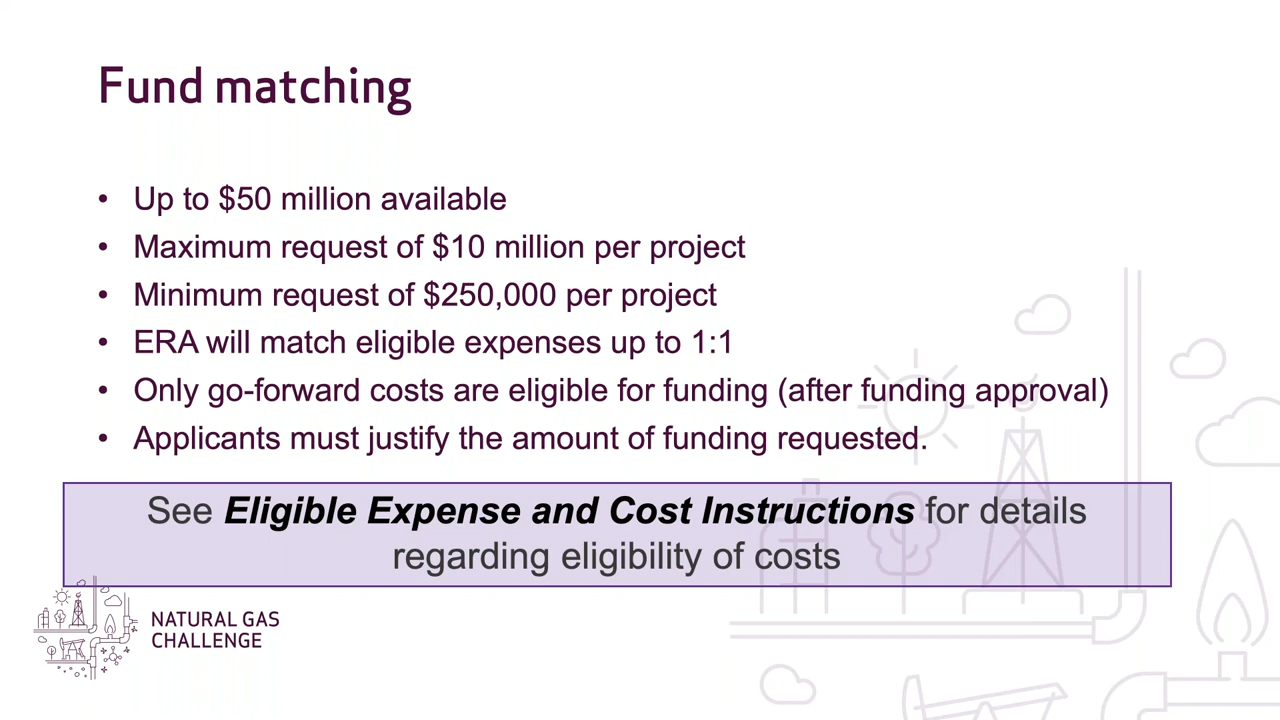 Fund matching
• Up to $50 million available
• Maximum request of $10 million per project
• Minimum request of $250,000 per project
• ERA will match eligible expenses up to 1:1
• Only go-forward costs are eligible for funding (after funding approval)
• Applicants must justify the amount of funding requested.
See Eligible Expense and Cost Instructions for details
regarding eligibility of costs
NATURAL GAS
CHALLENGE